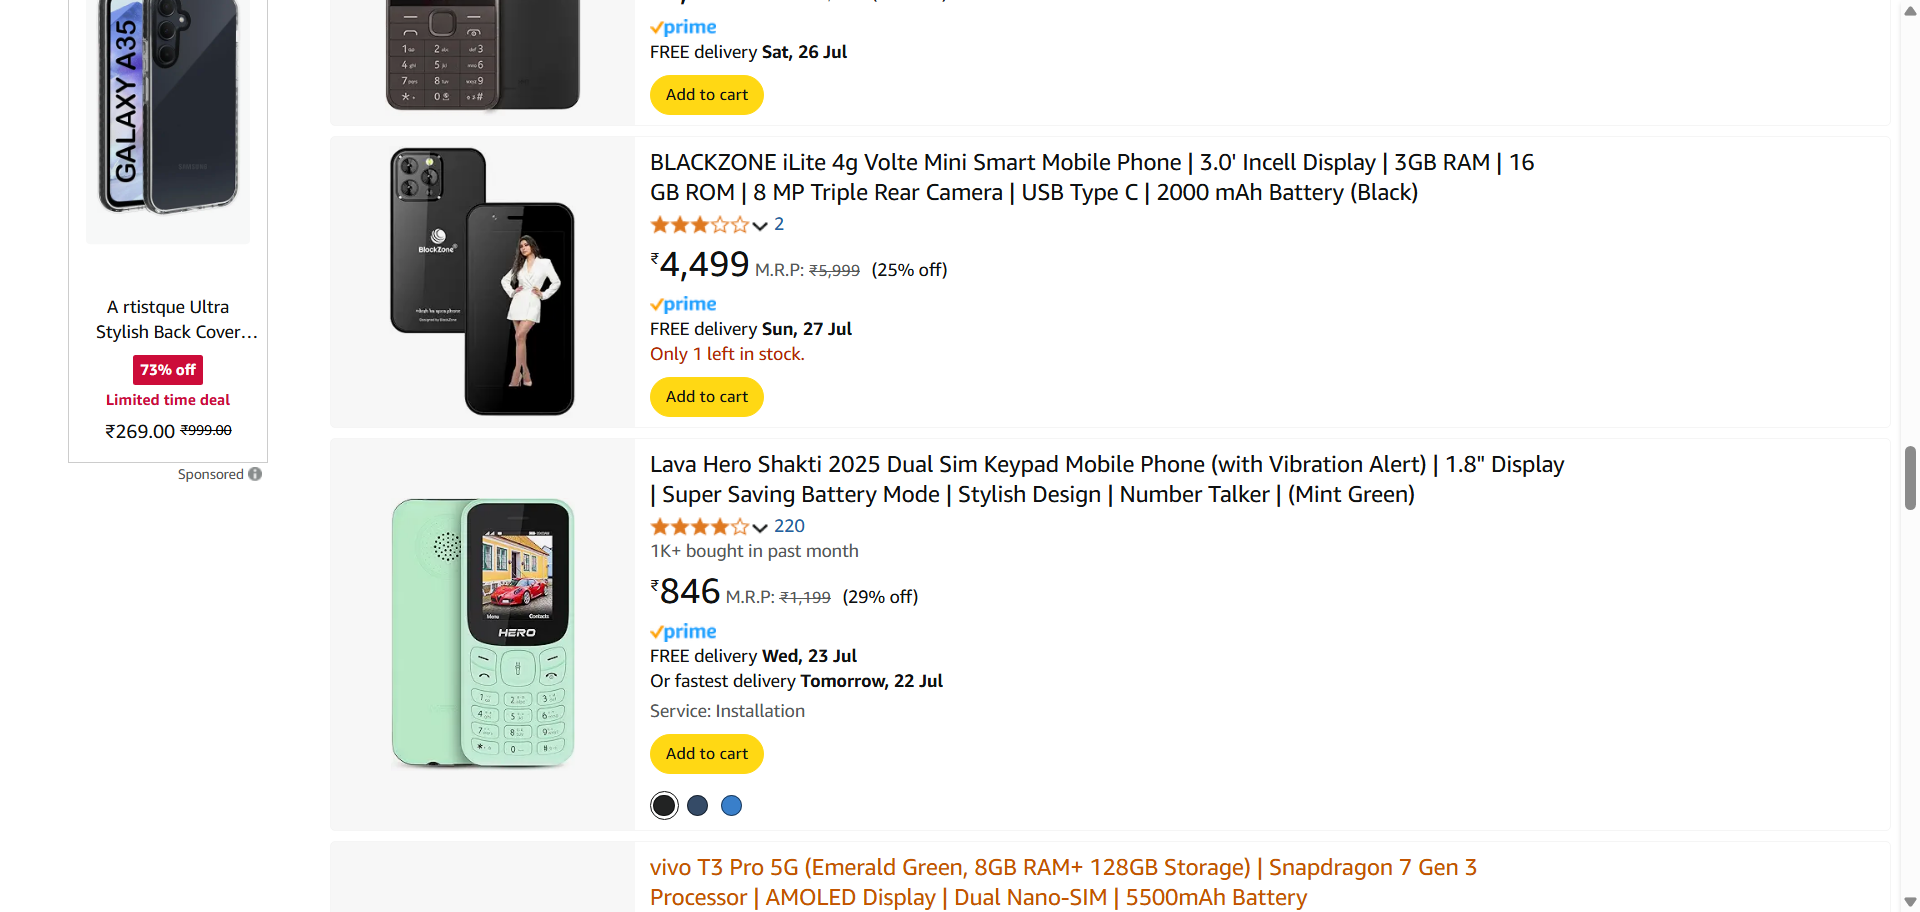 GALAXY A35
A rtistque Ultra
Stylish Back Cover...
73% off
Limited time deal
₹269.00 ₹999.00
Sponsored
prime
FREE delivery Sat, 26 Jul
Add to cart
BLACKZONE iLite 4g Volte Mini Smart Mobile Phone | 3.0' Incell Display | 3GB RAM | 16
GB ROM | 8 MP Triple Rear Camera | USB Type C | 2000 mAh Battery (Black)
2
₹4,499 M.R.P: ₹5,999 (25% off)
prime
FREE delivery Sun, 27 Jul
Only 1 left in stock.
Add to cart
Lava Hero Shakti 2025 Dual Sim Keypad Mobile Phone (with Vibration Alert) | 1.8" Display
| Super Saving Battery Mode | Stylish Design | Number Talker | (Mint Green)
220
1K+ bought in past month
₹846 M.R.P: ₹1,199 (29% off)
prime
FREE delivery Wed, 23 Jul
Or fastest delivery Tomorrow, 22 Jul
Service: Installation
Add to cart
Menu Contacts
HERO
vivo T3 Pro 5G (Emerald Green, 8GB RAM+ 128GB Storage) | Snapdragon 7 Gen 3
Processor | AMOLED Display | Dual Nano-SIM | 5500mAh Battery